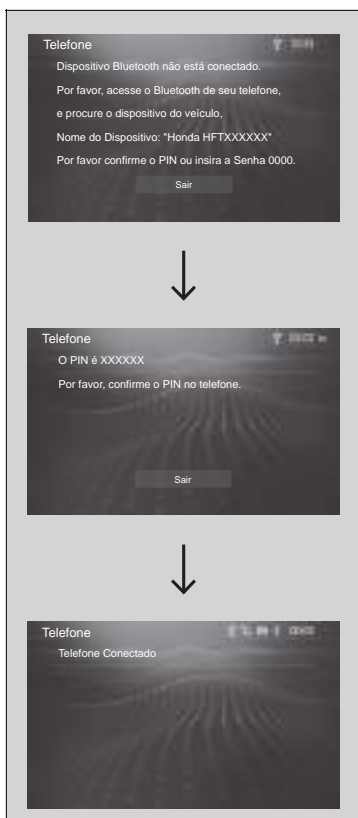 Telefone
Dispositivo Bluetooth não está conectado.
Por favor, acesse o Bluetooth de seu telefone,
e procure o dispositivo do veículo,
Nome do Dispositivo: "Honda HFTXXXXXX"
Por favor confirme o PIN ou insira a Senha 0000.
Sair
Telefone
O PIN é XXXXXX
Por favor, confirme o PIN no telefone.
Sair
Telefone
Telefone Conectado